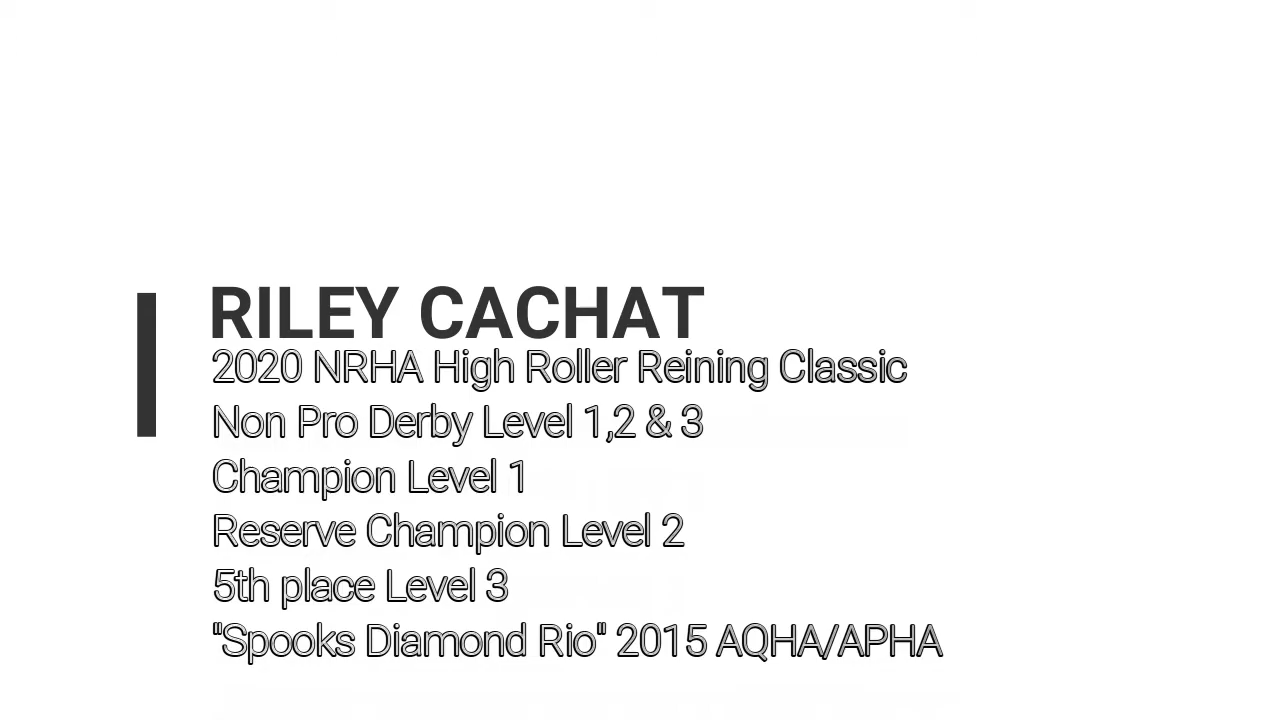 RILEY CACHAT
2020 NRHA High Roller Reining Classic
Non Pro Derby Level 1,2 & 3
Champion Level 1
Reserve Champion Level 2
5th place Level 3
"Spooks Diamond Rio" 2015 AQHA/APHA